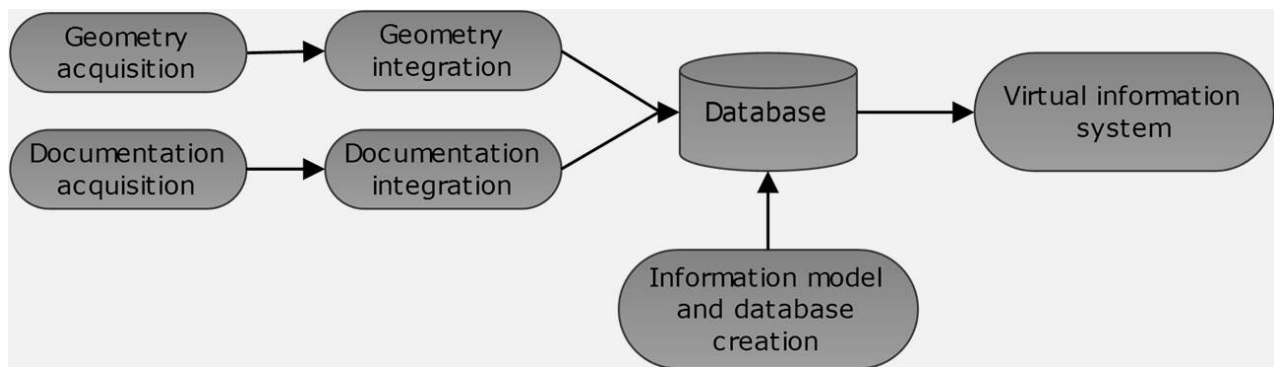 Geometry
acquisition
Geometry
integration
Documentation
acquisition
Documentation
integration
Database
Virtual information
system
Information model
and database
creation